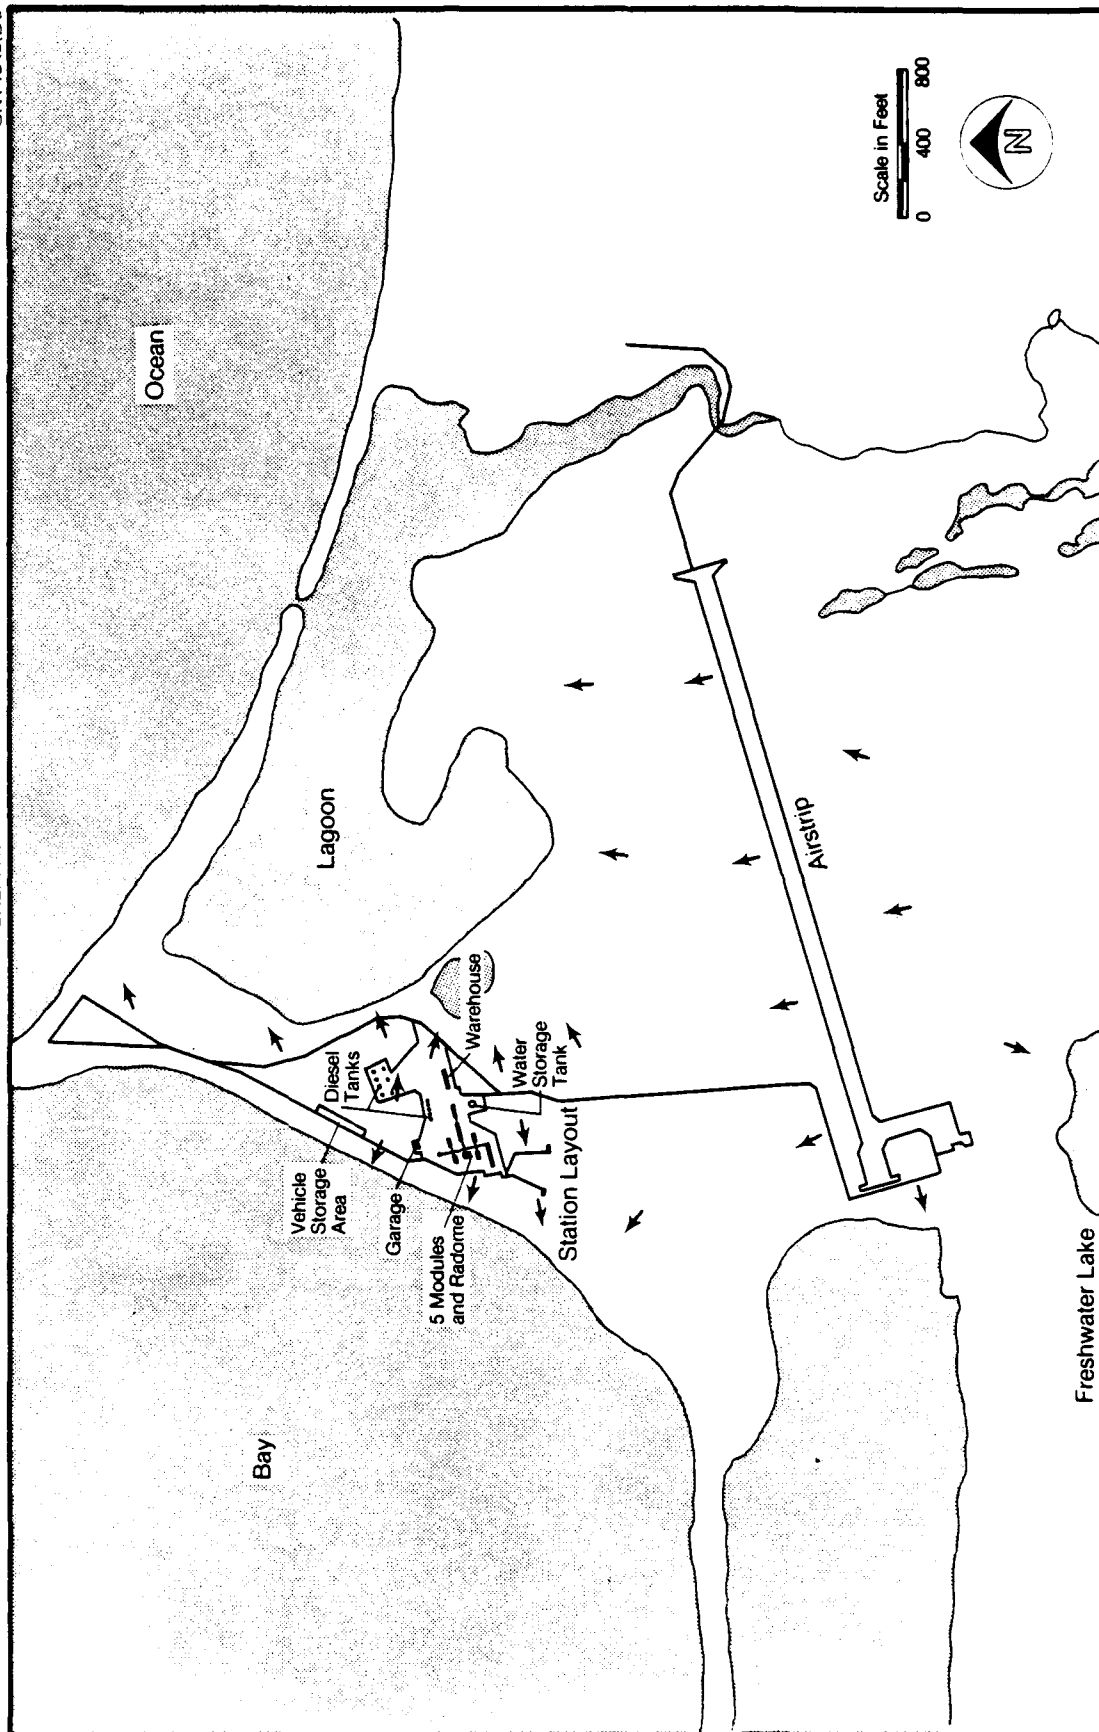 Ocean
Lagoon
Bay
Scale in Feet
0 400 800
N
Diesel
Tanks
Vehicle
Storage
Area
Garage
5 Modules
and Radome
Warehouse
Water
Storage
Tank
Station Layout
Airstrip
Freshwater Lake